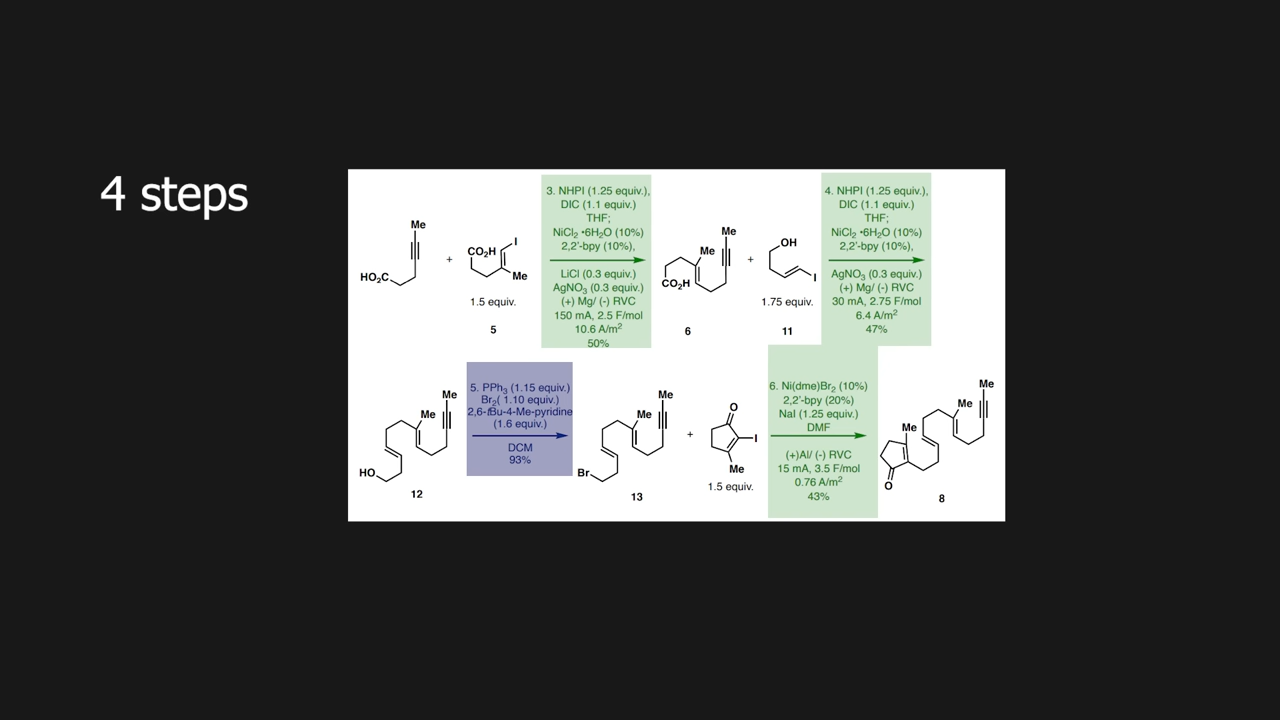 4 steps
3. NHPI (1.25 equiv.),
DIC (1.1 equiv.)
THF;
NiCl₂ •6H₂O (10%)
2,2'-bpy (10%),
LiCl (0.3 equiv.)
AgNO₃ (0.3 equiv.)
(+) Mg/ (-) RVC
150 mA, 2.5 F/mol
10.6 A/m²
50%
4. NHPI (1.25 equiv.),
DIC (1.1 equiv.)
THF;
NiCl₂ •6H₂O (10%)
2,2'-bpy (10%),
AgNO₃ (0.3 equiv.)
(+) Mg/ (-) RVC
30 mA, 2.75 F/mol
6.4 A/m²
47%
Me
HO₂C
+
CO₂H
I
Me
1.5 equiv.
5
Me
Me
CO₂H
6
+
OH
I
1.75 equiv.
11
Me
Me
HO
12
5. PPh₃ (1.15 equiv.)
Br₂( 1.10 equiv.)
2,6-tBu-4-Me-pyridine
(1.6 equiv.)
DCM
93%
Me
Me
Br
13
+
O
I
Me
1.5 equiv.
6. Ni(dme)Br₂ (10%)
2,2'-bpy (20%)
NaI (1.25 equiv.)
DMF
(+)Al/ (-) RVC
15 mA, 3.5 F/mol
0.76 A/m²
43%
Me
Me
Me
O
8